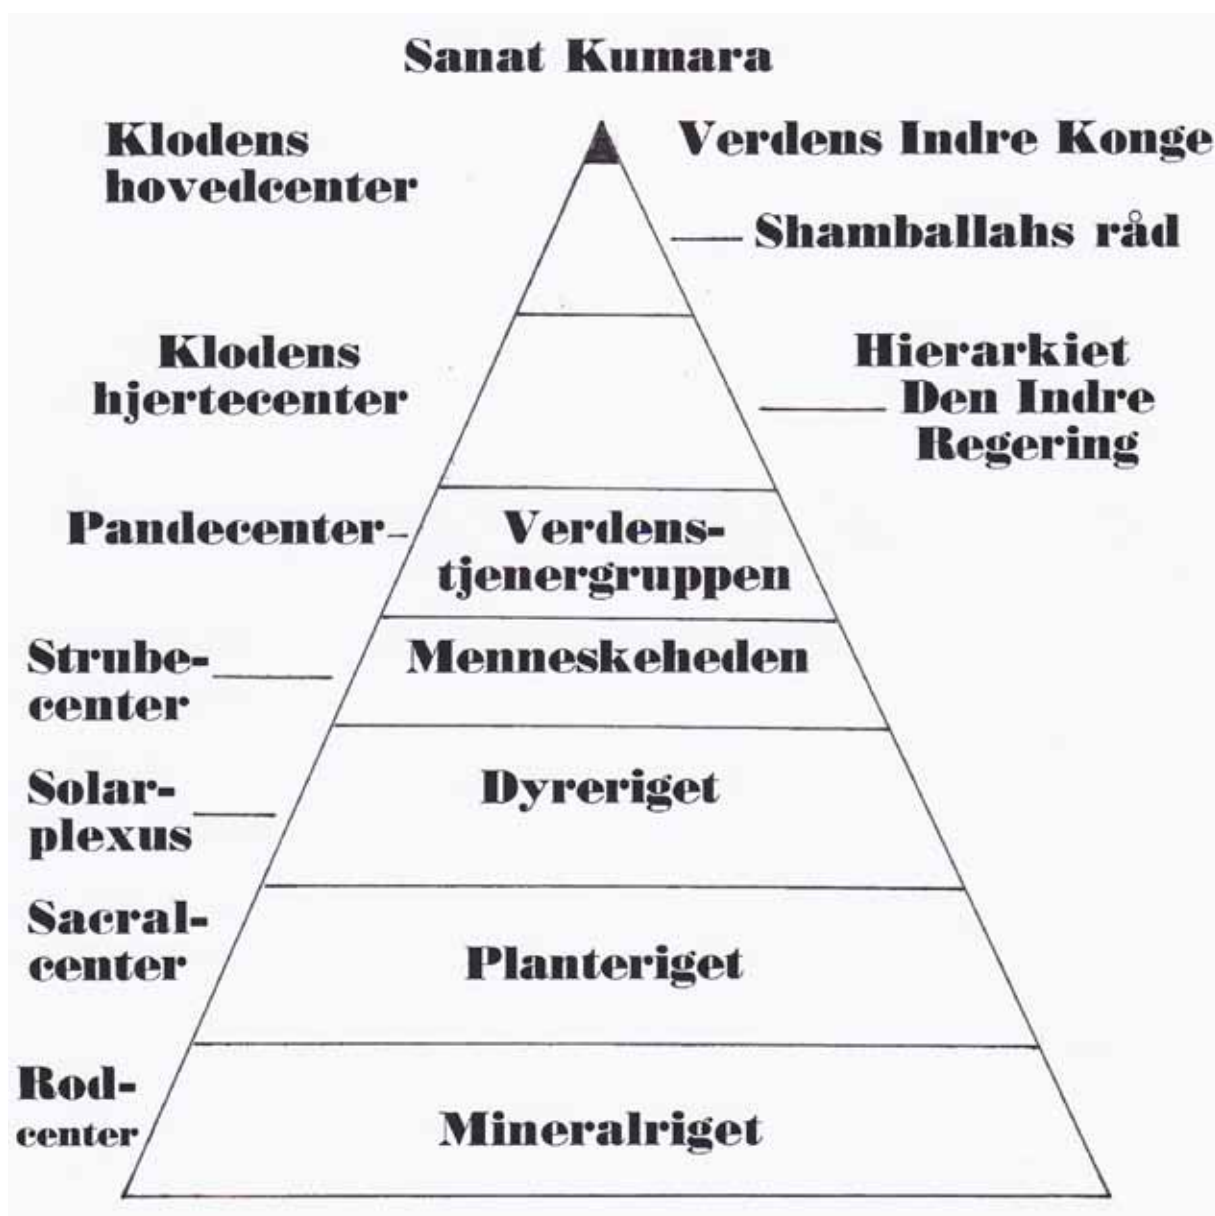 Sanat Kumara
Klodens
hovedcenter
Verdens Indre Konge
Shamballahs råd
Klodens
hjertecenter
Hierarkiet
Den Indre
Regering
Pandecenter
Verdens-
tjenergruppen
Strube-
center
Menneskeheden
Solar-
plexus
Dyreriget
Sacral-
center
Planteriget
Rod-
center
Mineralriget